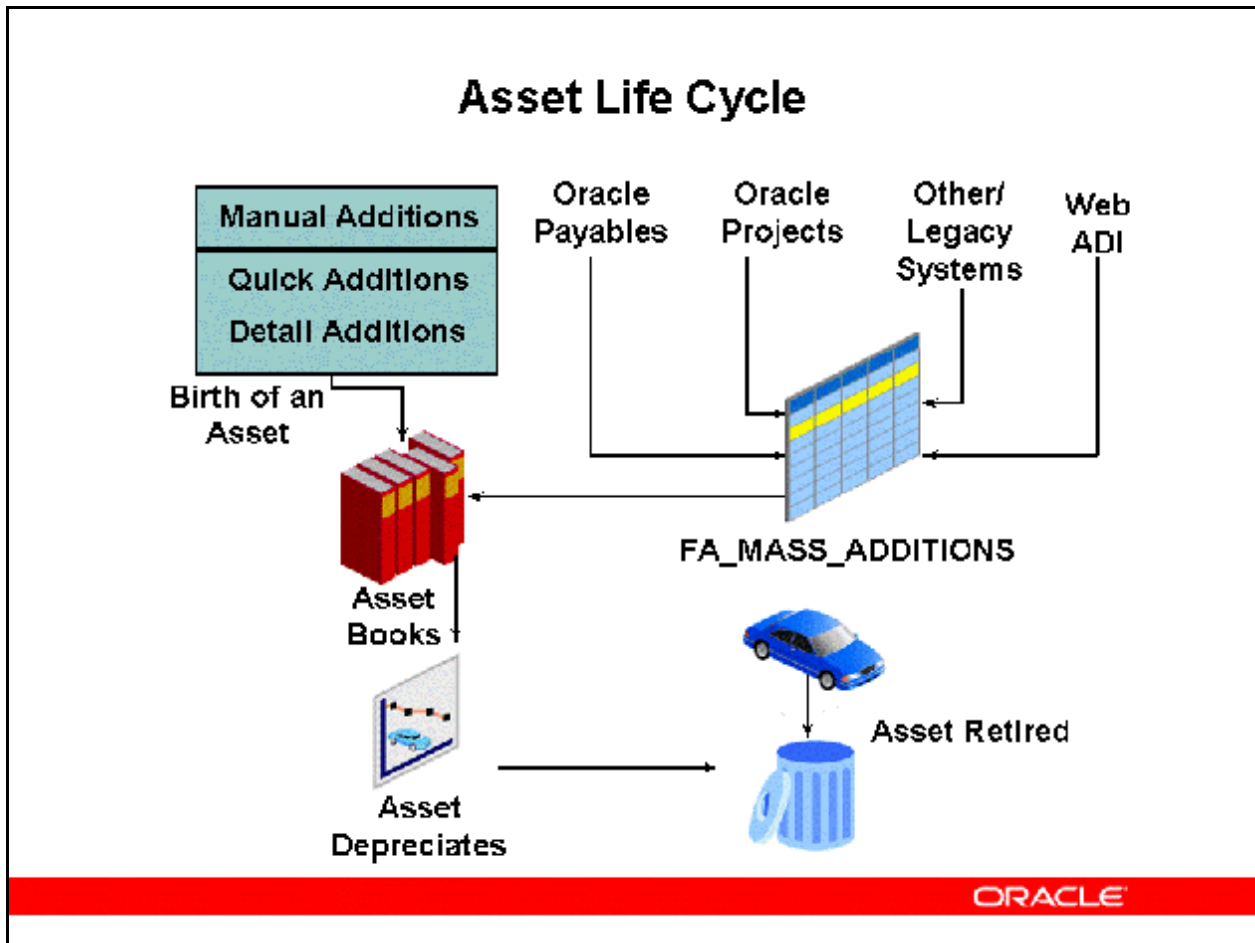 Asset Life Cycle
Manual Additions
Quick Additions
Detail Additions
Birth of an
Asset
Oracle
Payables
Oracle
Projects
Other/
Legacy
Systems
Web
ADI
FA_MASS_ADDITIONS
Asset
Books
Asset
Depreciates
Asset Retired
ORACLE